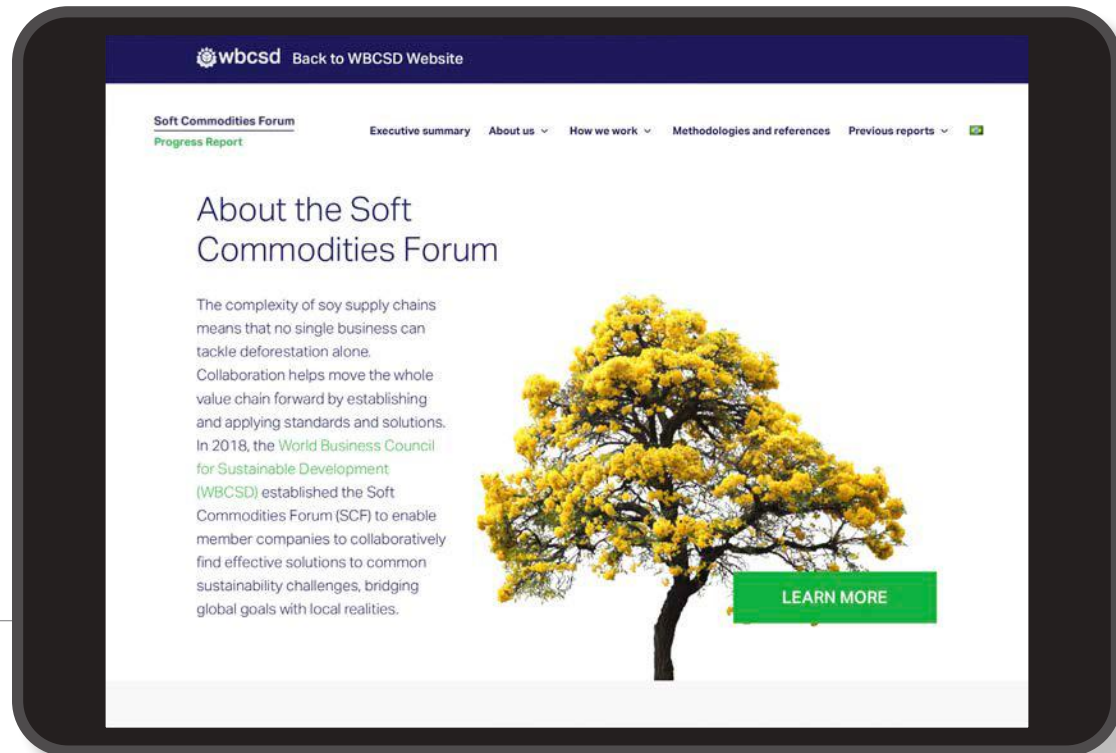 wbcsd Back to WBCSD Website
Soft Commodities Forum
Progress Report
Executive summary About us How we work Methodologies and references Previous reports
About the Soft
Commodities Forum
The complexity of soy supply chains
means that no single business can
tackle deforestation alone.
Collaboration helps move the whole
value chain forward by establishing
and applying standards and solutions.
In 2018, the World Business Council
for Sustainable Development
(WBCSD) established the Soft
Commodities Forum (SCF) to enable
member companies to collaboratively
find effective solutions to common
sustainability challenges, bridging
global goals with local realities.
LEARN MORE